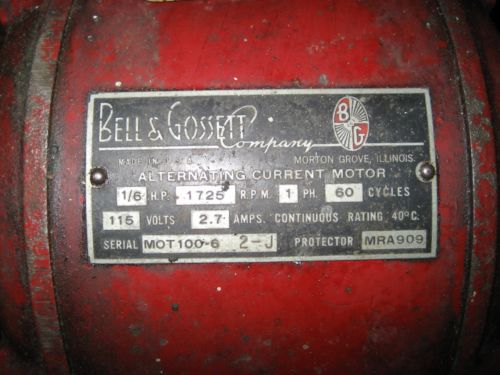 BELL & GOSSETT
Company
B G
MADE IN U.S.A. MORTON GROVE, ILLINOIS.
ALTERNATING CURRENT MOTOR
1/6 H.P. 1725 R.P.M. 1 PH. 60 CYCLES
115 VOLTS 2.7 AMPS. CONTINUOUS RATING 40°C.
SERIAL MOT100-6 2-J PROTECTOR MRA909